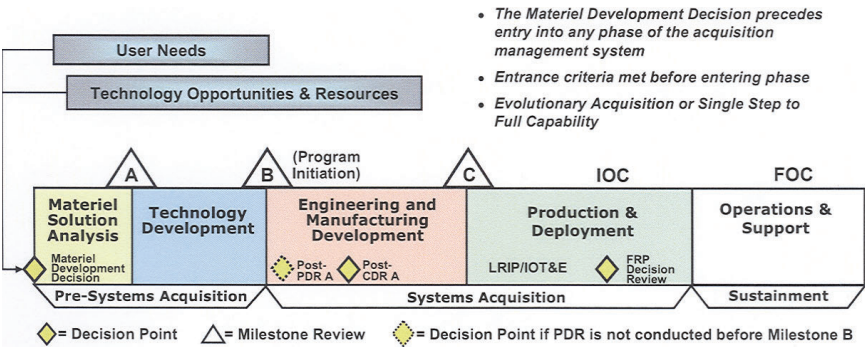 User Needs
Technology Opportunities & Resources
• The Materiel Development Decision precedes
entry into any phase of the acquisition
management system
• Entrance criteria met before entering phase
• Evolutionary Acquisition or Single Step to
Full Capability
A
B
(Program
Initiation)
C
IOC
FOC
Materiel
Solution
Analysis
Technology
Development
Engineering and
Manufacturing
Development
Production &
Deployment
Operations &
Support
Materiel
Development
Decision
Post-
PDR A
Post-
CDR A
LRIP/IOT&E
FRP
Decision
Review
Pre-Systems Acquisition
Systems Acquisition
Sustainment
= Decision Point
= Milestone Review
= Decision Point if PDR is not conducted before Milestone B